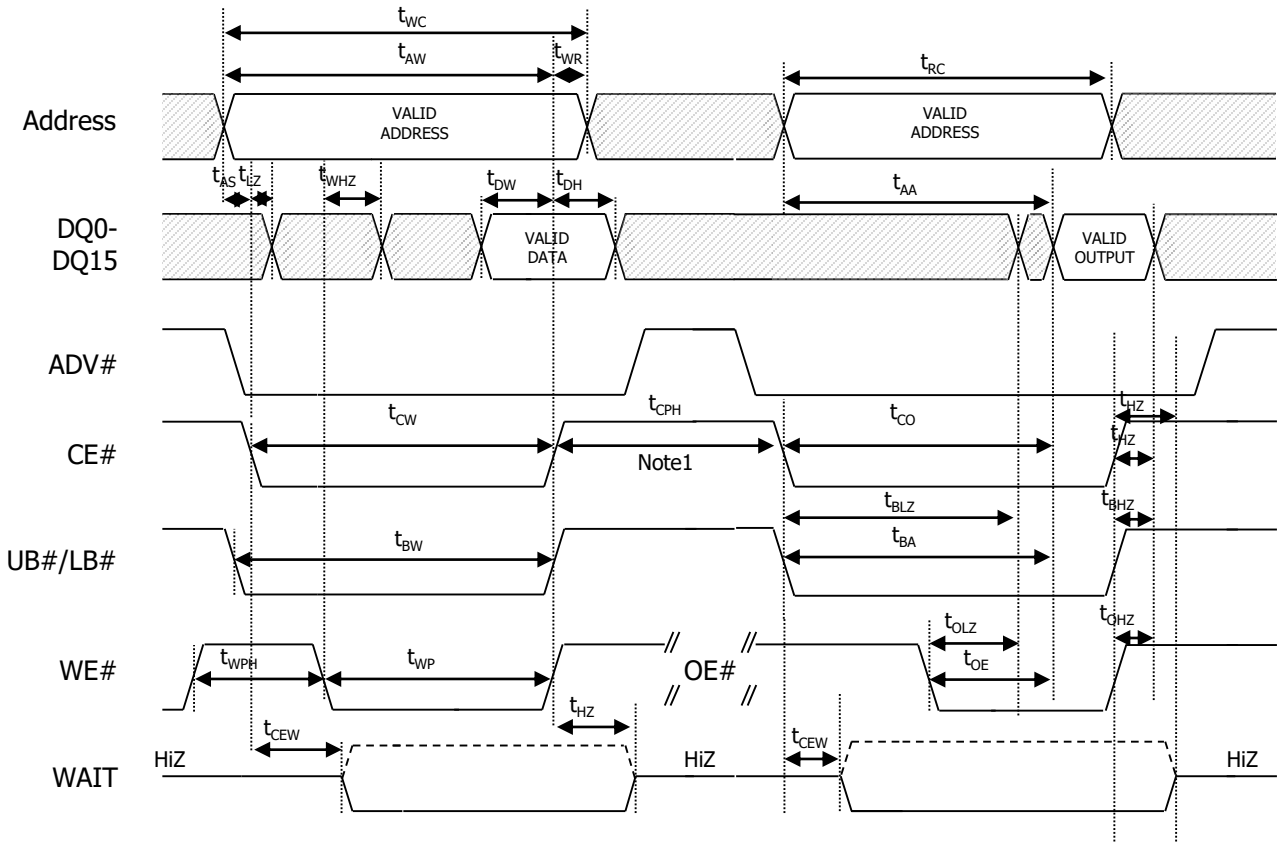 tWC
tAW
tWR
tRC
Address
VALID
ADDRESS
VALID
ADDRESS
tAS
tLZ
tWHZ
tDW
tDH
tAA
DQ0-
DQ15
VALID
DATA
VALID
OUTPUT
ADV#
tCW
tCPH
tCO
tHZ
CE#
Note1
tHZ
tBLZ
tBHZ
UB#/LB#
tBW
tBA
tOLZ
tOHZ
WE#
tWPH
tWP
//
OE#
//
tOE
//
//
tCEW
tHZ
tCEW
WAIT
HiZ
HiZ
HiZ